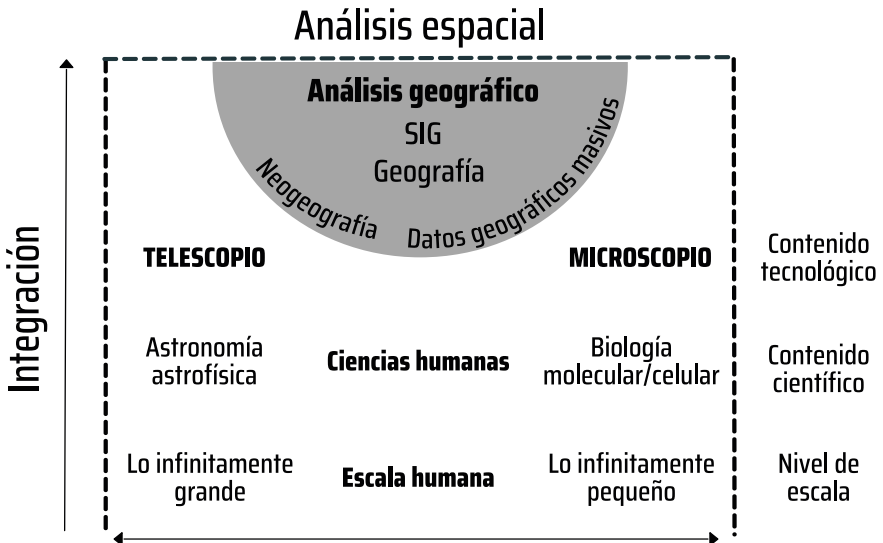 Análisis espacial
Análisis geográfico
SIG
Geografía
Neogeografía
Datos geográficos masivos
Integración
TELESCOPIO
MICROSCOPIO
Contenido
tecnológico
Astronomía
astrofísica
Ciencias humanas
Biología
molecular/celular
Contenido
científico
Lo infinitamente
grande
Escala humana
Lo infinitamente
pequeño
Nivel de
escala